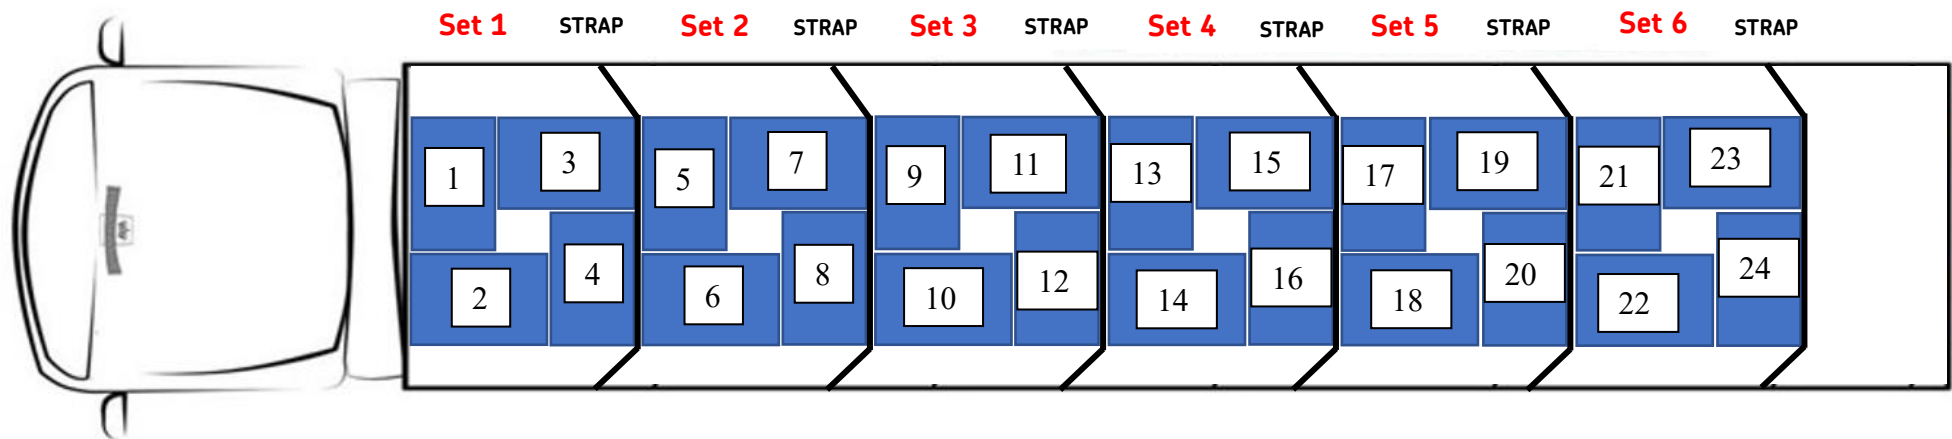 Set 1 STRAP Set 2 STRAP Set 3 STRAP Set 4 STRAP Set 5 STRAP Set 6 STRAP
1 3 5 7 9 11 13 15 17 19 21 23
2 4 6 8 10 12 14 16 18 20 22 24